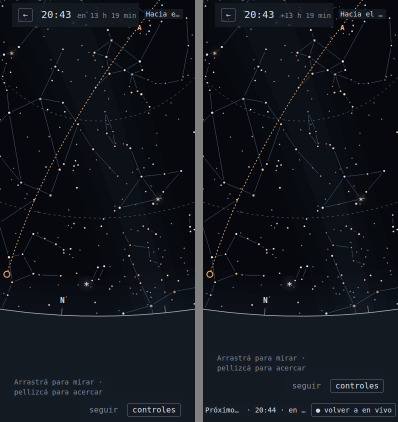 ← 20:43 en 13 h 19 min Hacia e…
A
N
Arrastrá para mirar ·
pellizcá para acercar
seguir controles
← 20:43 +13 h 19 min Hacia el …
A
N
Arrastrá para mirar ·
pellizcá para acercar
seguir controles
Próximo… · 20:44 · en … ● volver a en vivo